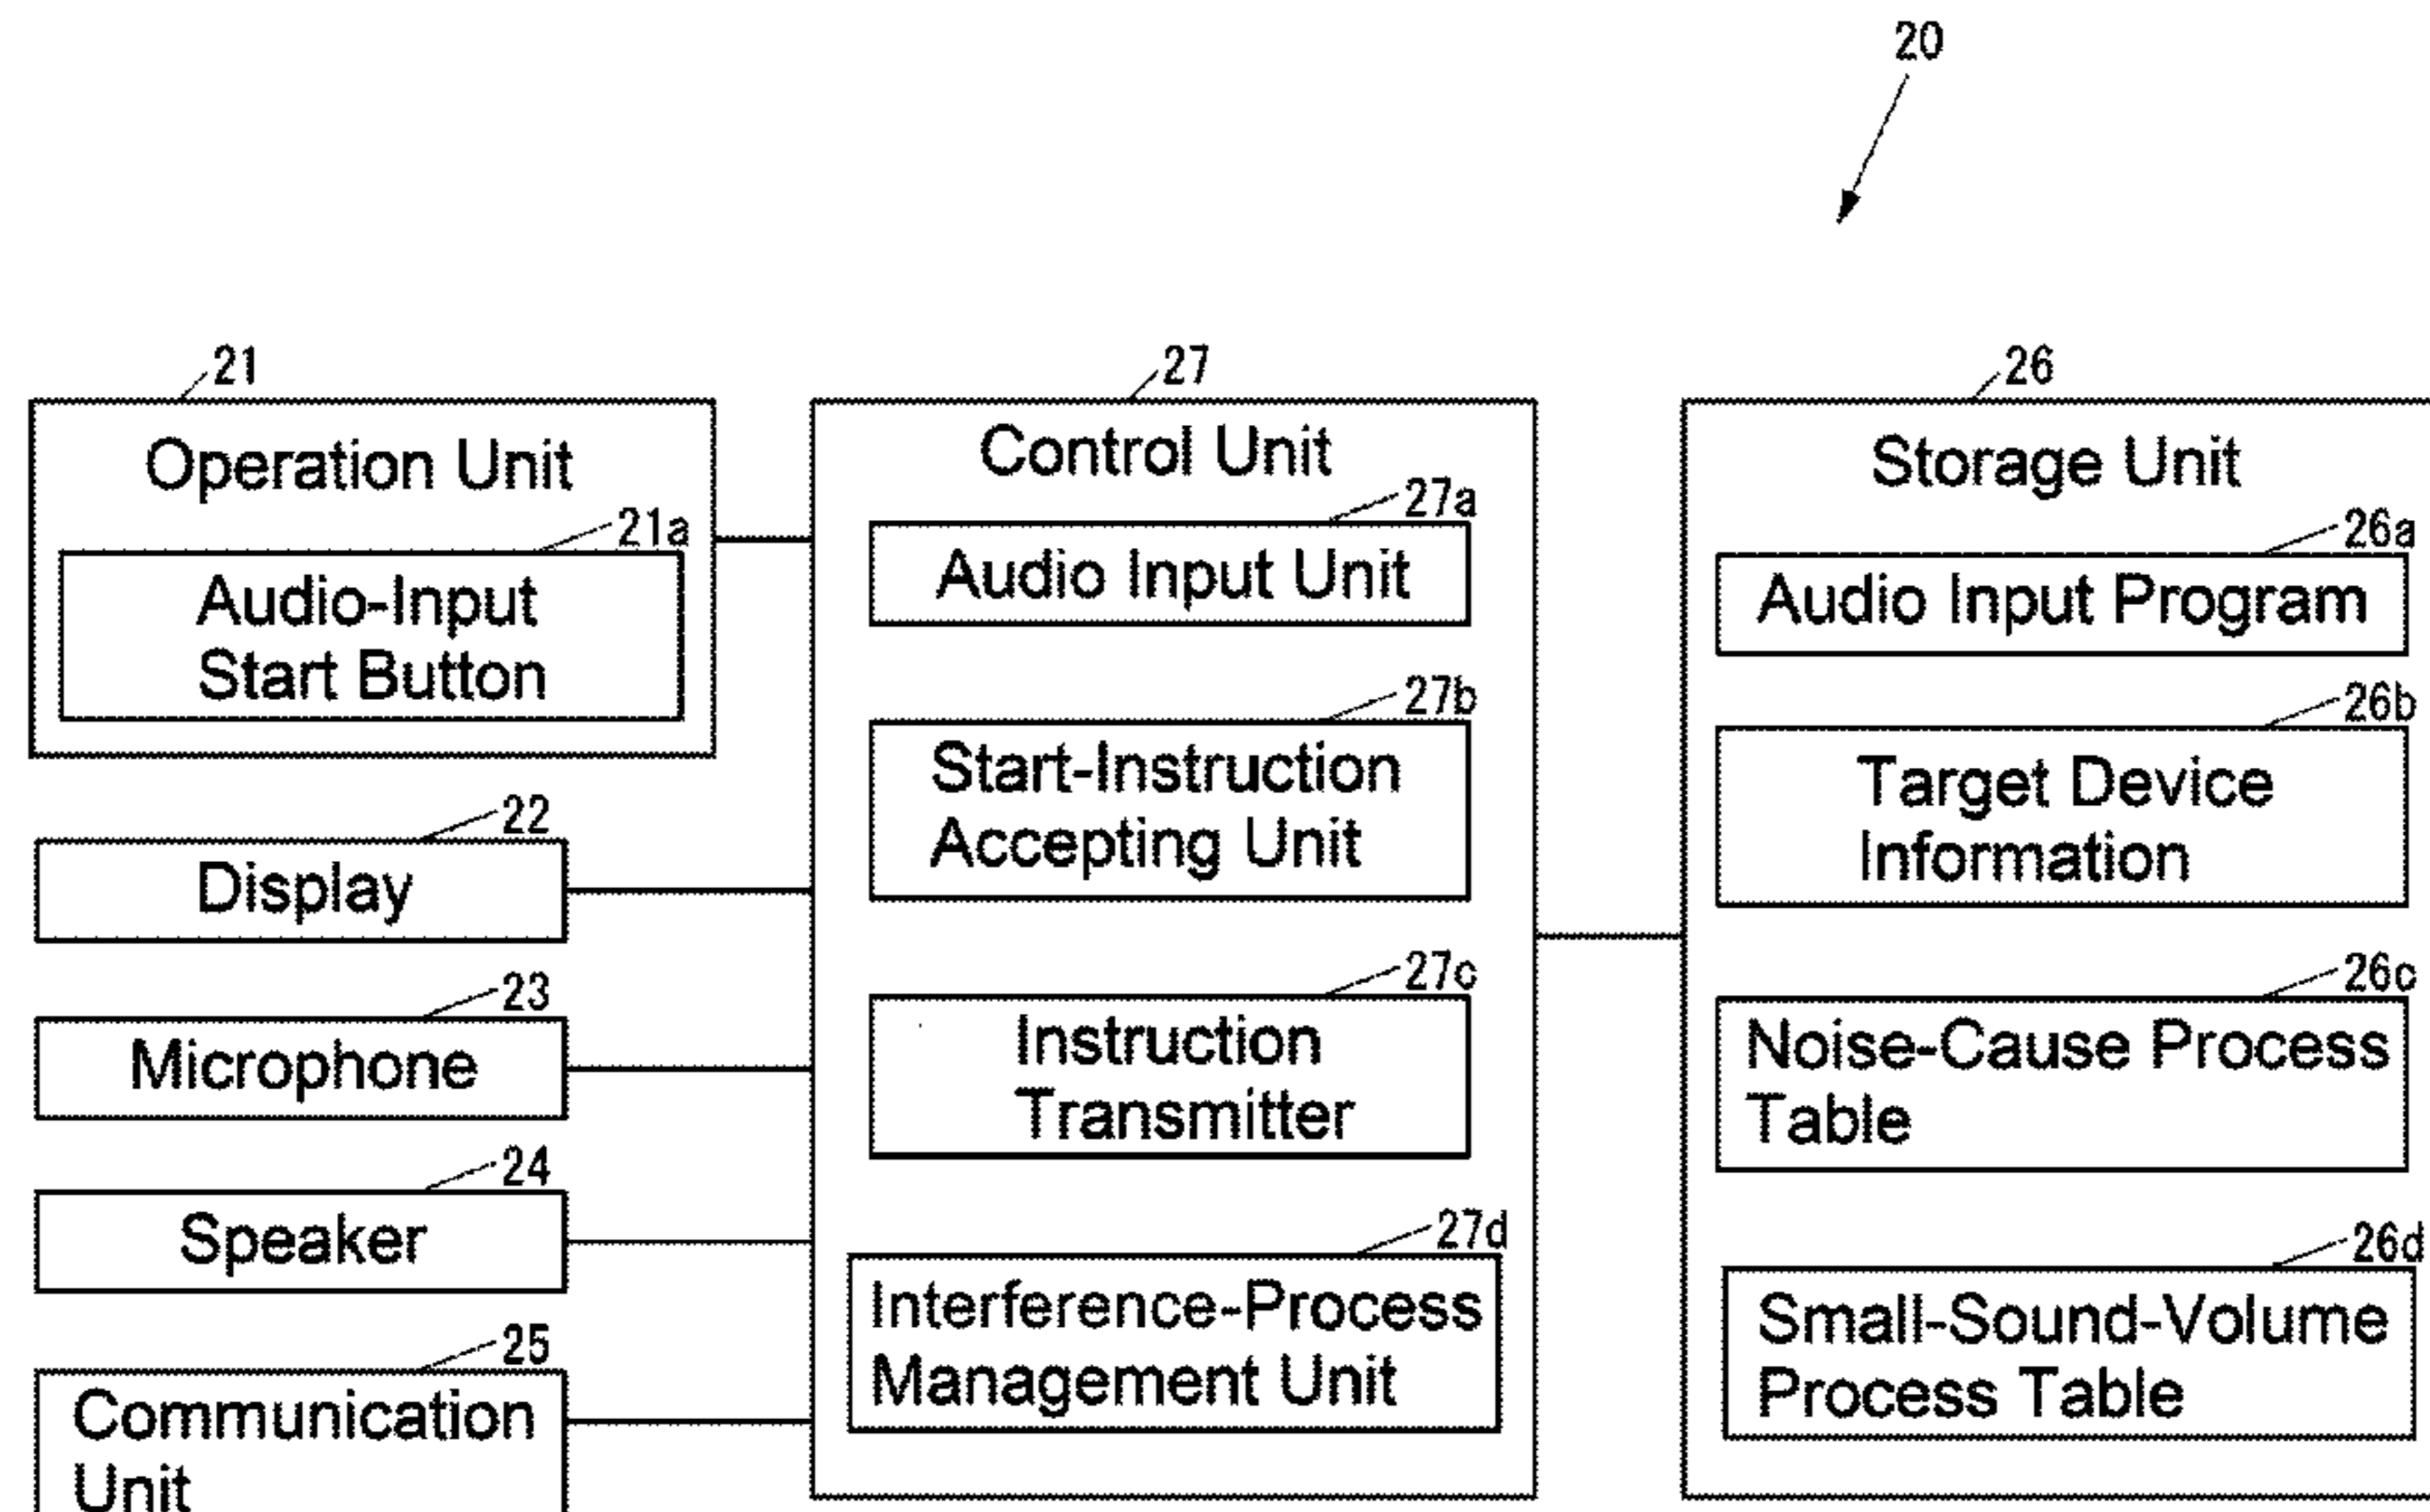 20
21
Operation Unit
21a
Audio-Input
Start Button
22
Display
23
Microphone
24
Speaker
25
Communication
Unit
27
Control Unit
27a
Audio Input Unit
27b
Start-Instruction
Accepting Unit
27c
Instruction
Transmitter
27d
Interference-Process
Management Unit
26
Storage Unit
26a
Audio Input Program
26b
Target Device
Information
26c
Noise-Cause Process
Table
26d
Small-Sound-Volume
Process Table